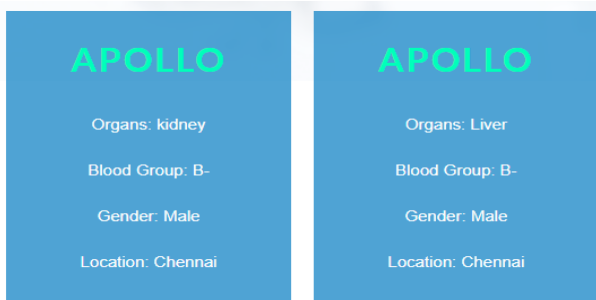 APOLLO
Organs: kidney
Blood Group: B-
Gender: Male
Location: Chennai
APOLLO
Organs: Liver
Blood Group: B-
Gender: Male
Location: Chennai